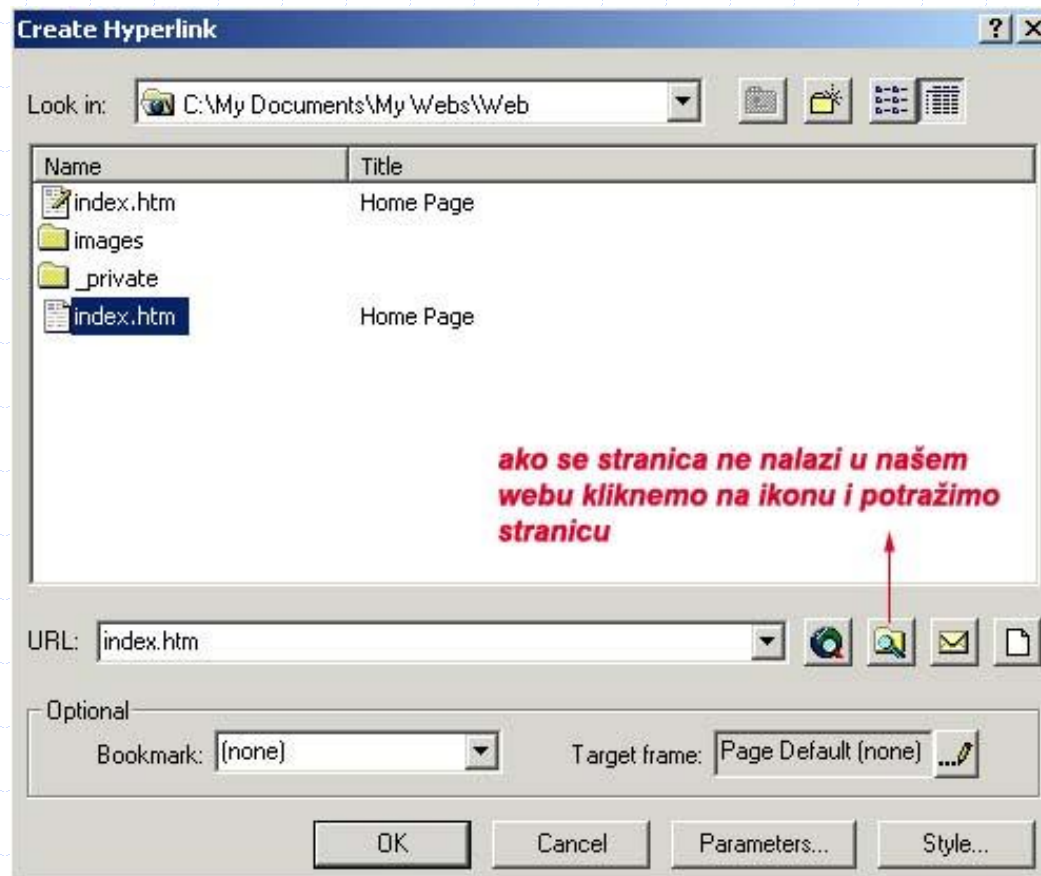 Create Hyperlink
Look in: C:\My Documents\My Webs\Web
Name Title
index.htm Home Page
images
_private
index.htm Home Page
ako se stranica ne nalazi u našem
webu kliknemo na ikonu i potražimo
stranicu
URL: index.htm
Optional
Bookmark: (none) Target frame: Page Default (none) ...
OK Cancel Parameters... Style...